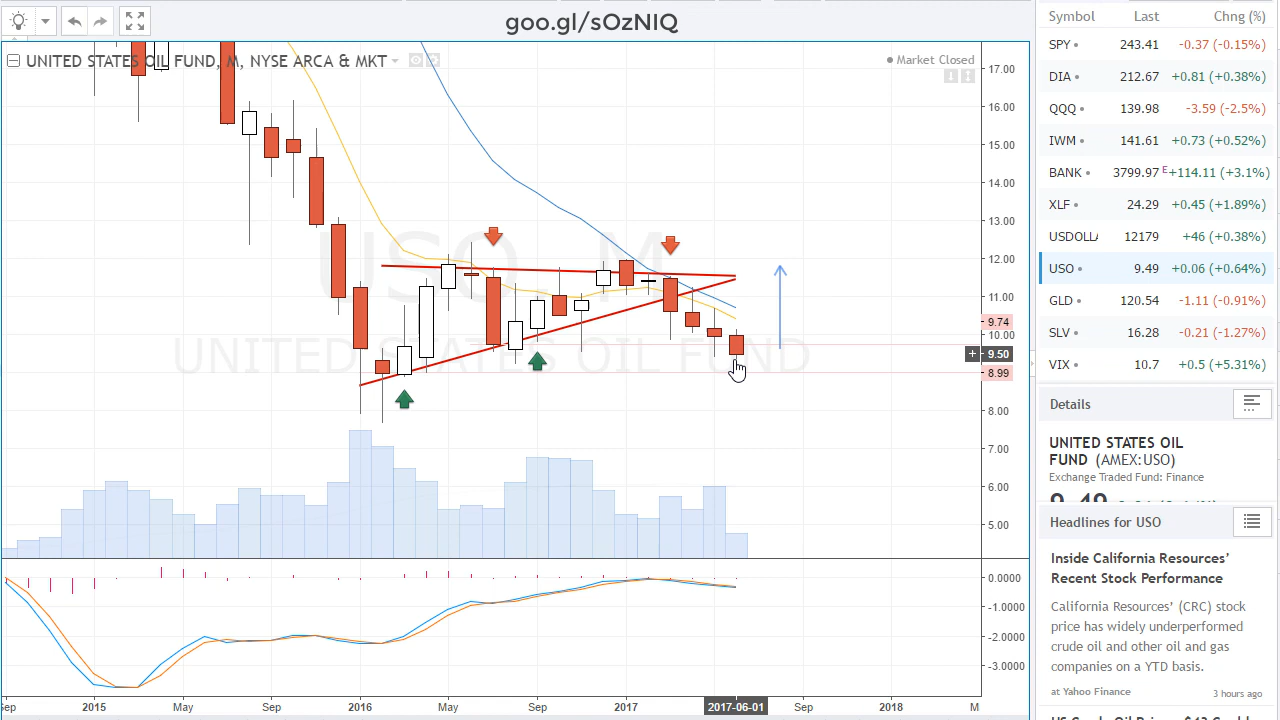 goo.gl/sOzNIQ
UNITED STATES OIL FUND, M, NYSE ARCA & MKT
Market Closed
USO, M
UNITED STATES OIL FUND
17.00
16.00
15.00
14.00
13.00
12.00
11.00
9.74
10.00
9.50
8.99
8.00
7.00
6.00
5.00
0.0000
-1.0000
-2.0000
-3.0000
Sep 2015 May Sep 2016 May Sep 2017 2017-06-01 Sep 2018 M
Symbol Last Chng (%)
SPY 243.41 -0.37 (-0.15%)
DIA 212.67 +0.81 (+0.38%)
QQQ 139.98 -3.59 (-2.5%)
IWM 141.61 +0.73 (+0.52%)
BANK 3799.97 E +114.11 (+3.1%)
XLF 24.29 +0.45 (+1.89%)
USDOLLA 12179 +46 (+0.38%)
USO 9.49 +0.06 (+0.64%)
GLD 120.54 -1.11 (-0.91%)
SLV 16.28 -0.21 (-1.27%)
VIX 10.7 +0.5 (+5.31%)
Details
UNITED STATES OIL
FUND (AMEX:USO)
Exchange Traded Fund: Finance
9.49
Headlines for USO
Inside California Resources’
Recent Stock Performance
California Resources’ (CRC) stock
price has widely underperformed
crude oil and other oil and gas
companies on a YTD basis.
at Yahoo Finance 3 hours ago